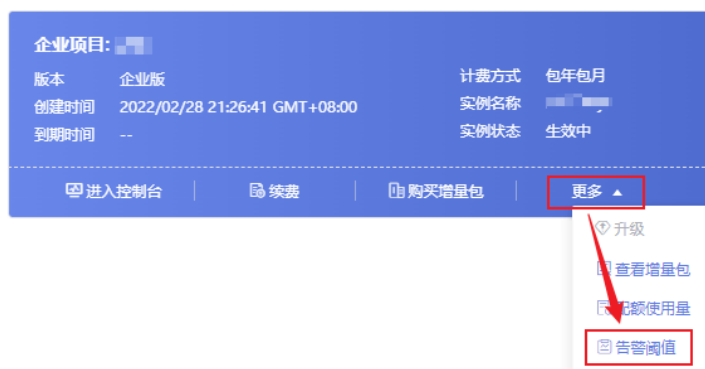 企业项目:
版本 企业版
计费方式 包年包月
创建时间 2022/02/28 21:26:41 GMT+08:00
实例名称
到期时间 --
实例状态 生效中
进入控制台 续费 购买增量包 更多
升级
查看增量包
配额使用量
告警阈值